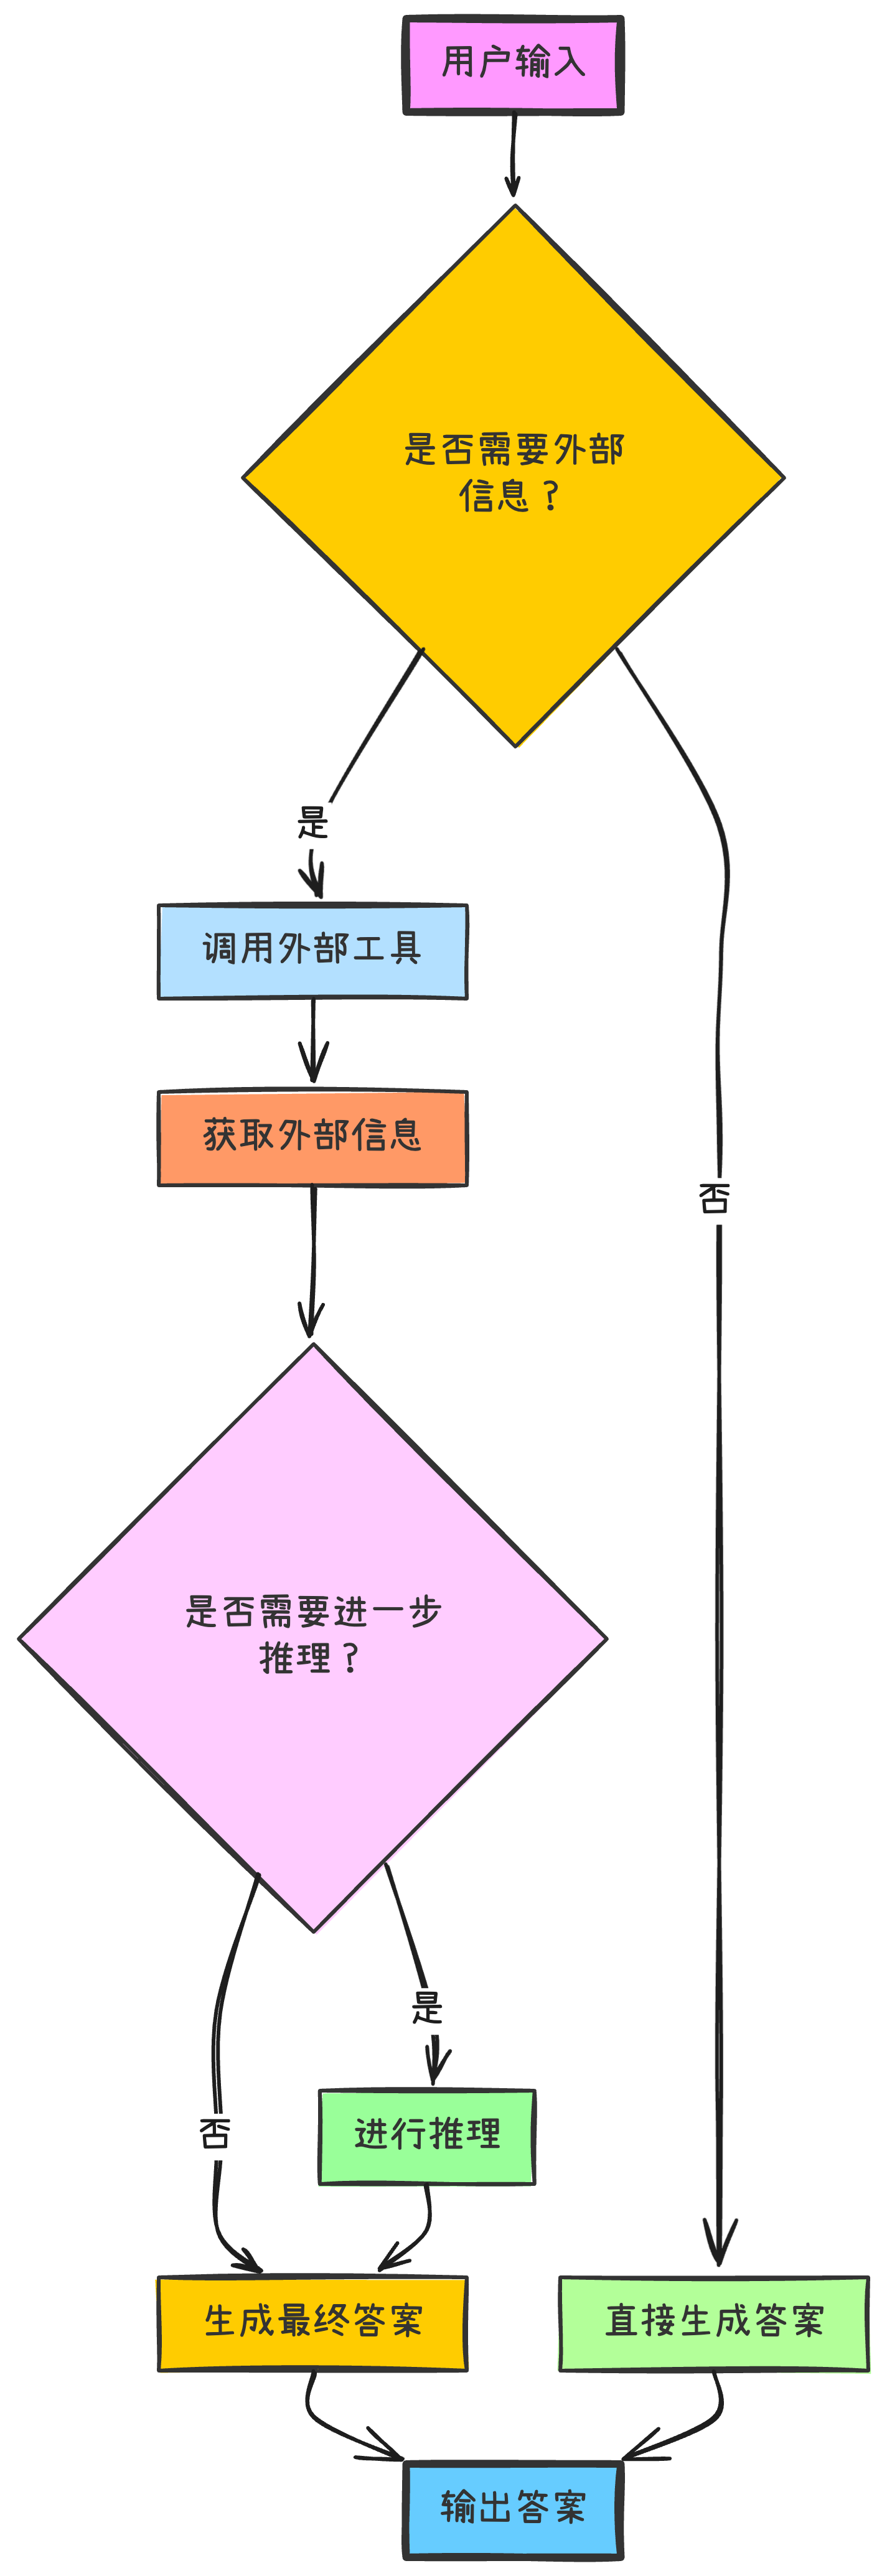 用户输入
是否需要外部
信息？
是
调用外部工具
获取外部信息
否
是否需要进一步
推理？
是
进行推理
否
生成最终答案
直接生成答案
输出答案